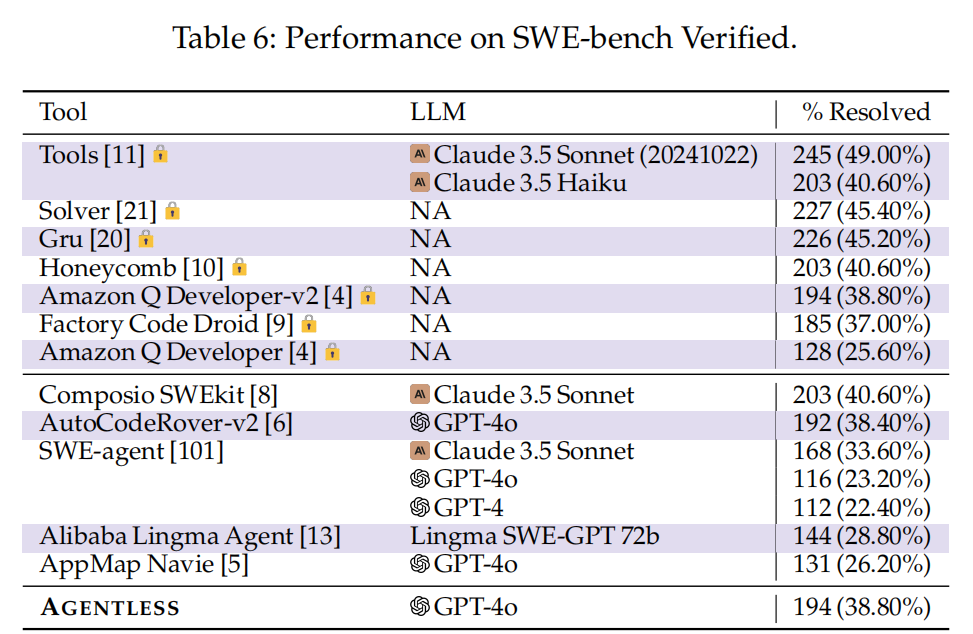 Table 6: Performance on SWE-bench Verified.
Tool LLM % Resolved
Tools [11] Claude 3.5 Sonnet (20241022) 245 (49.00%)
Claude 3.5 Haiku 203 (40.60%)
Solver [21] NA 227 (45.40%)
Gru [20] NA 226 (45.20%)
Honeycomb [10] NA 203 (40.60%)
Amazon Q Developer-v2 [4] NA 194 (38.80%)
Factory Code Droid [9] NA 185 (37.00%)
Amazon Q Developer [4] NA 128 (25.60%)
Composio SWEkit [8] Claude 3.5 Sonnet 203 (40.60%)
AutoCodeRover-v2 [6] GPT-4o 192 (38.40%)
SWE-agent [101] Claude 3.5 Sonnet 168 (33.60%)
GPT-4o 116 (23.20%)
GPT-4 112 (22.40%)
Alibaba Lingma Agent [13] Lingma SWE-GPT 72b 144 (28.80%)
AppMap Navie [5] GPT-4o 131 (26.20%)
AGENTLESS GPT-4o 194 (38.80%)